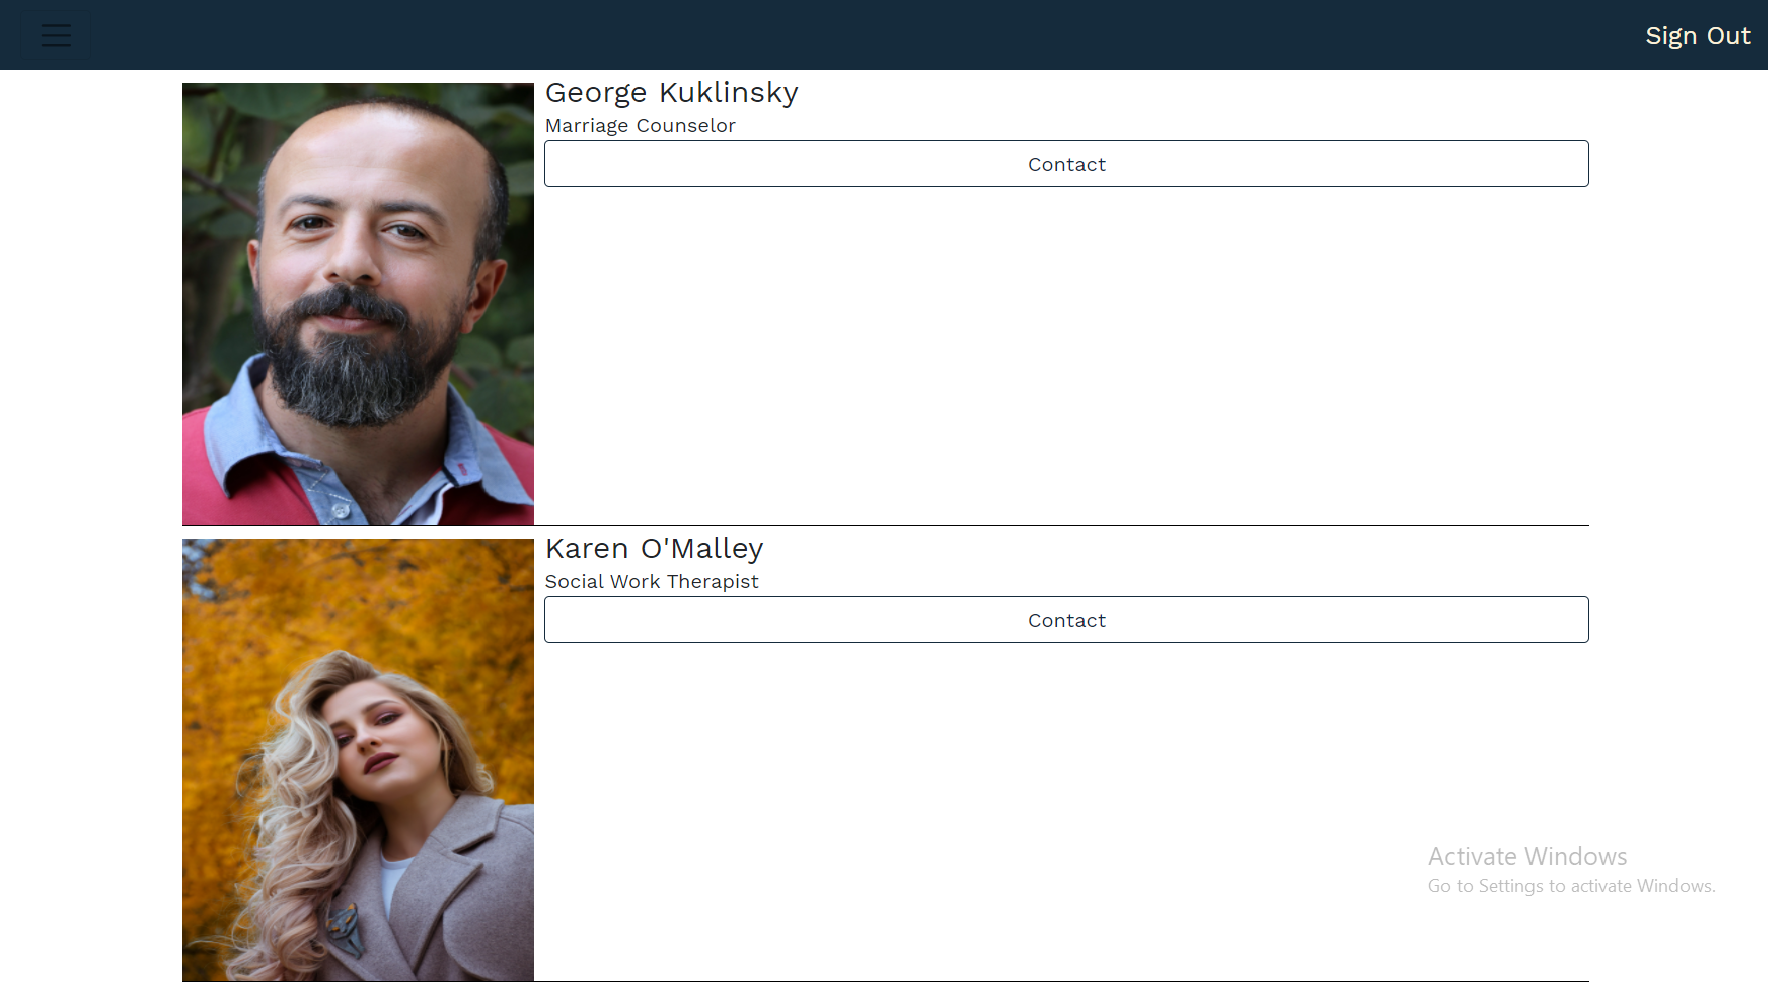 Sign Out
George Kuklinsky
Marriage Counselor
Contact
Karen O'Malley
Social Work Therapist
Contact
Activate Windows
Go to Settings to activate Windows.